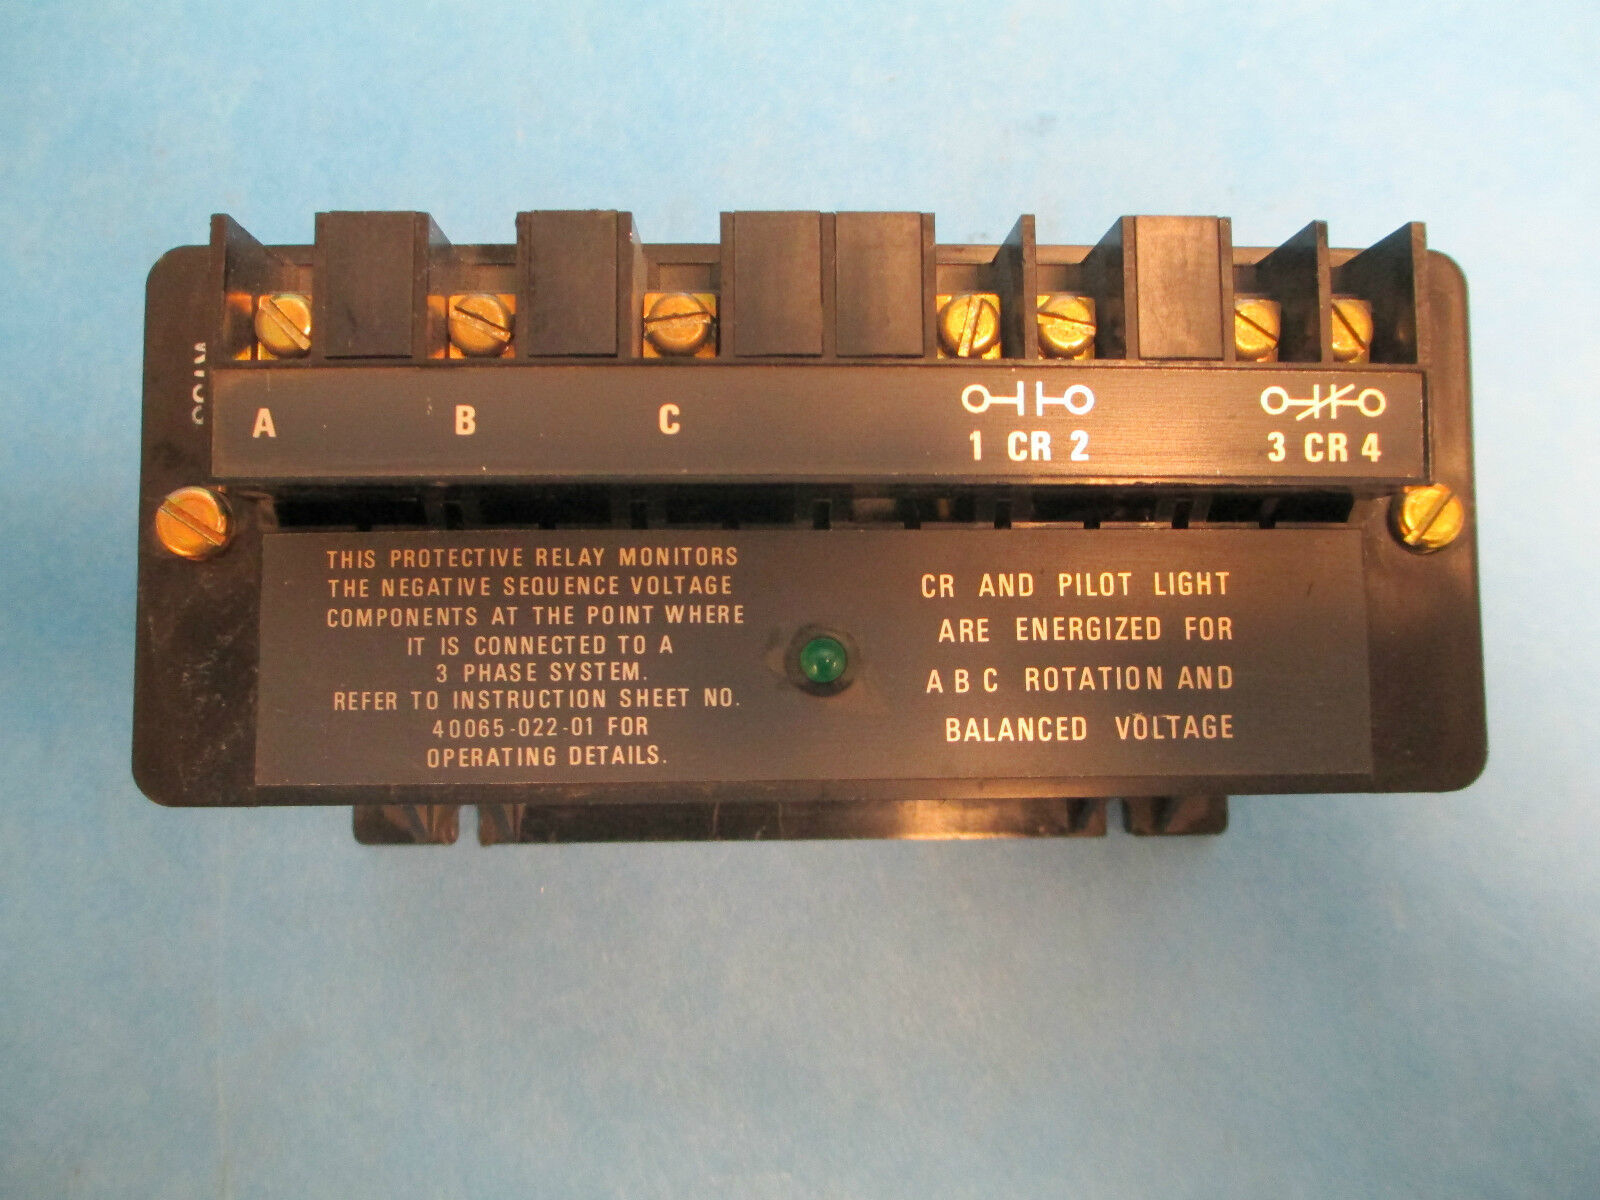 A B C
1 CR 2 3 CR 4
THIS PROTECTIVE RELAY MONITORS
THE NEGATIVE SEQUENCE VOLTAGE
COMPONENTS AT THE POINT WHERE
IT IS CONNECTED TO A
3 PHASE SYSTEM.
REFER TO INSTRUCTION SHEET NO.
40065-022-01 FOR
OPERATING DETAILS.
CR AND PILOT LIGHT
ARE ENERGIZED FOR
A B C ROTATION AND
BALANCED VOLTAGE